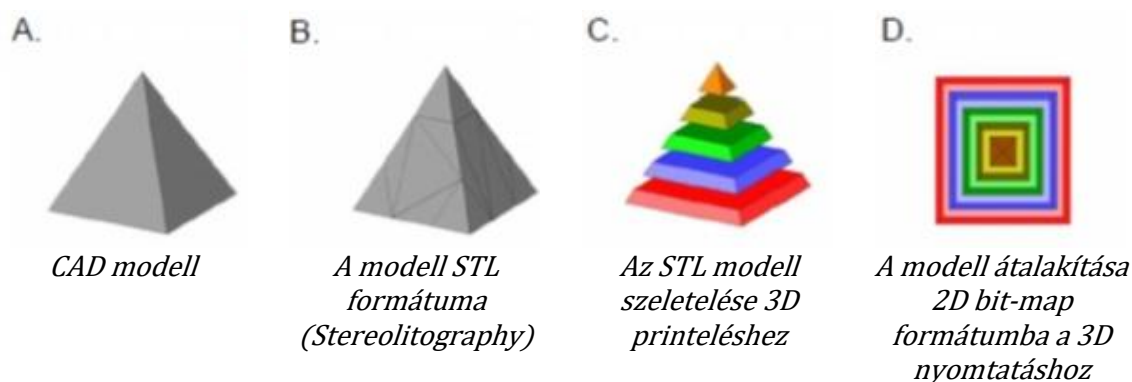 A.
B.
C.
D.
CAD modell
A modell STL
formátuma
(Stereolitography)
Az STL modell
szeletelése 3D
printeléshez
A modell átalakítása
2D bit-map
formátumba a 3D
nyomtatáshoz